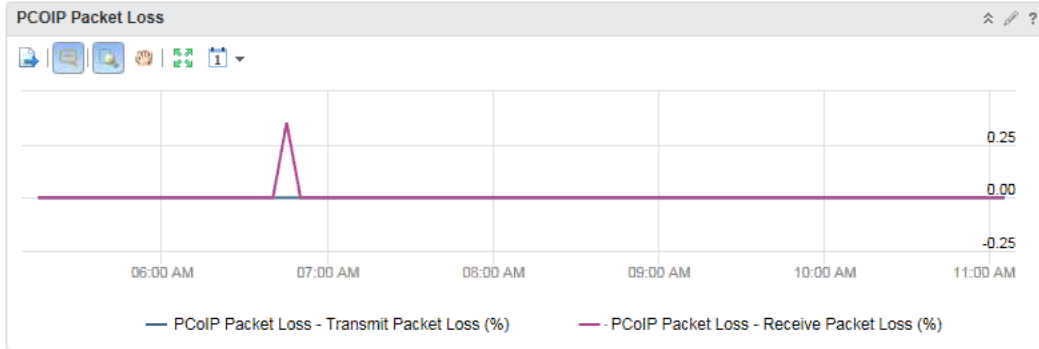 PCOIP Packet Loss ?
1
0.25
0.00
-0.25
06:00 AM 07:00 AM 08:00 AM 09:00 AM 10:00 AM 11:00 AM
PCoIP Packet Loss - Transmit Packet Loss (%) PCoIP Packet Loss - Receive Packet Loss (%)